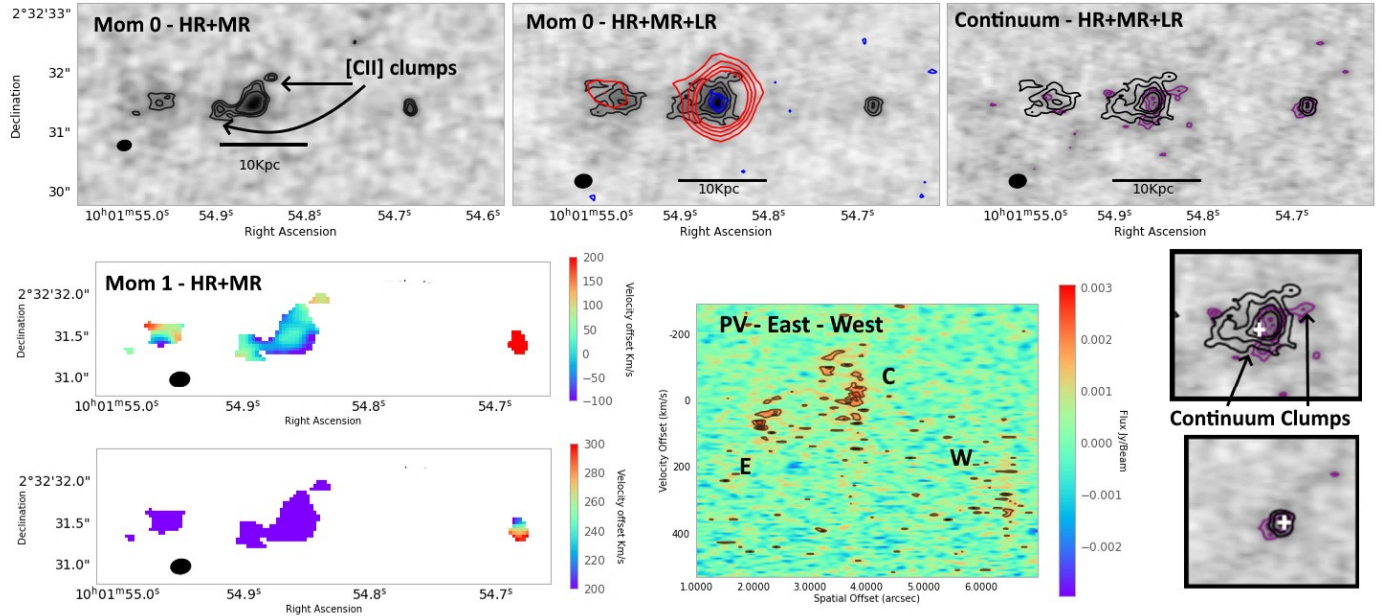 Mom 0 - HR+MR
[CII] clumps
10Kpc
2°32'33"
32"
31"
30"
Declination
10ʰ01ᵐ55.0ˢ
54.9ˢ
54.8ˢ
54.7ˢ
54.6ˢ
Right Ascension
Mom 0 - HR+MR+LR
10Kpc
10ʰ01ᵐ55.0ˢ
54.9ˢ
54.8ˢ
54.7ˢ
Right Ascension
Continuum - HR+MR+LR
10Kpc
10ʰ01ᵐ55.0ˢ
54.9ˢ
54.8ˢ
54.7ˢ
Right Ascension
Mom 1 - HR+MR
2°32'32.0"
31.5"
31.0"
Declination
10ʰ01ᵐ55.0ˢ
54.9ˢ
54.8ˢ
54.7ˢ
Right Ascension
200
150
100
50
0
−50
−100
Velocity offset Km/s
2°32'32.0"
31.5"
31.0"
Declination
10ʰ01ᵐ55.0ˢ
54.9ˢ
54.8ˢ
54.7ˢ
Right Ascension
300
280
260
240
220
200
Velocity offset Km/s
PV - East - West
C
E
W
-200
0
200
400
Velocity Offset (km/s)
1.0000
2.0000
3.0000
4.0000
5.0000
6.0000
Spatial Offset (arcsec)
0.003
0.002
0.001
0.000
−0.001
−0.002
Flux Jy/Beam
Continuum Clumps